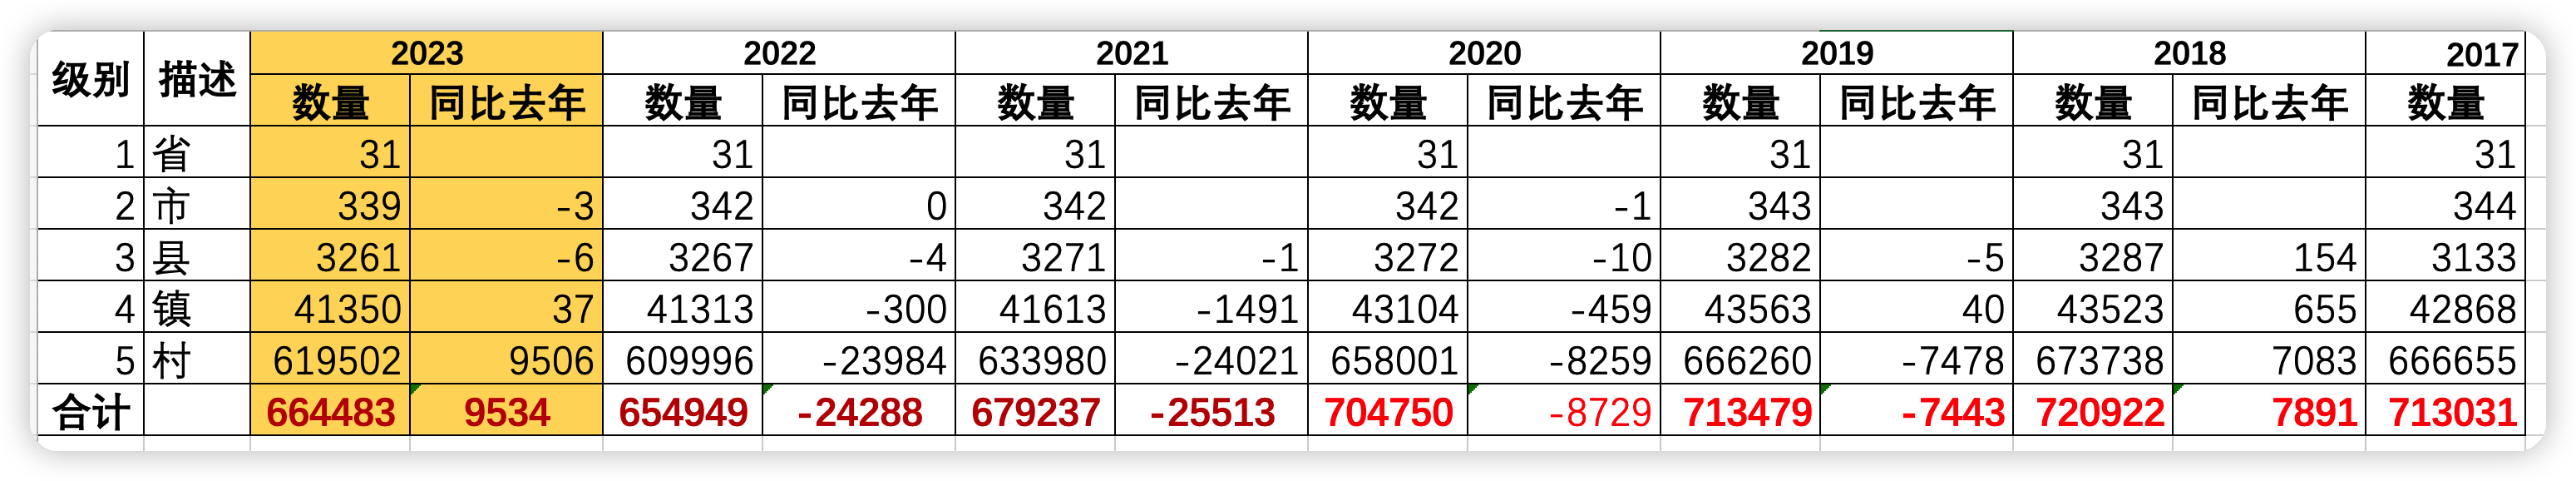 级别 描述 2023 2022 2021 2020 2019 2018 2017
数量 同比去年 数量 同比去年 数量 同比去年 数量 同比去年 数量 同比去年 数量 同比去年 数量
1 省 31 31 31 31 31 31 31
2 市 339 -3 342 0 342 342 -1 343 343 344
3 县 3261 -6 3267 -4 3271 -1 3272 -10 3282 -5 3287 154 3133
4 镇 41350 37 41313 -300 41613 -1491 43104 -459 43563 40 43523 655 42868
5 村 619502 9506 609996 -23984 633980 -24021 658001 -8259 666260 -7478 673738 7083 666655
合计 664483 9534 654949 -24288 679237 -25513 704750 -8729 713479 -7443 720922 7891 713031